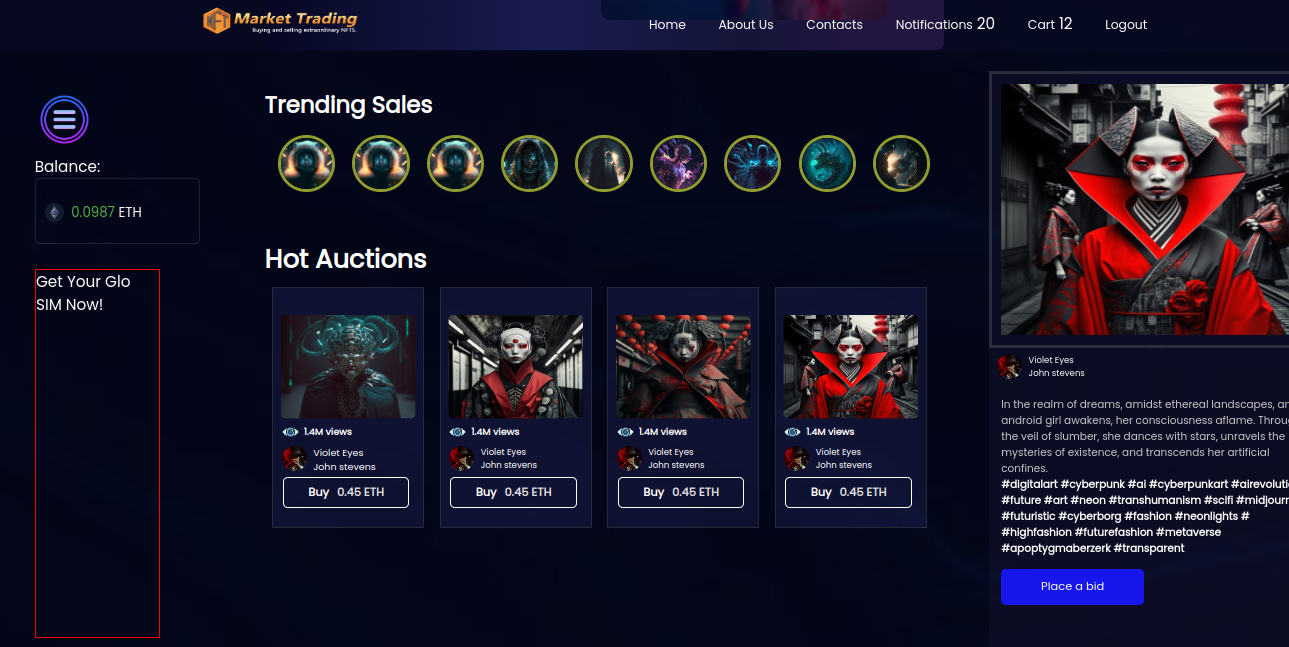 NFT Market Trading
Buying and selling extraordinary NFTS.
Home About Us Contacts Notifications 20 Cart 12 Logout
Balance:
0.0987 ETH
Get Your Glo
SIM Now!
Trending Sales
Hot Auctions
1.4M views
Violet Eyes
John stevens
Buy 0.45 ETH
1.4M views
Violet Eyes
John stevens
Buy 0.45 ETH
1.4M views
Violet Eyes
John stevens
Buy 0.45 ETH
1.4M views
Violet Eyes
John stevens
Buy 0.45 ETH
Violet Eyes
John stevens
In the realm of dreams, amidst ethereal landscapes, an
android girl awakens, her consciousness aflame. Throu
the veil of slumber, she dances with stars, unravels the
mysteries of existence, and transcends her artificial
confines.
#digitalart #cyberpunk #ai #cyberpunkart #airevoluti
#future #art #neon #transhumanism #scifi #midjour
#futuristic #cyberborg #fashion #neonlights #
#highfashion #futurefashion #metaverse
#apoptygmaberzerk #transparent
Place a bid